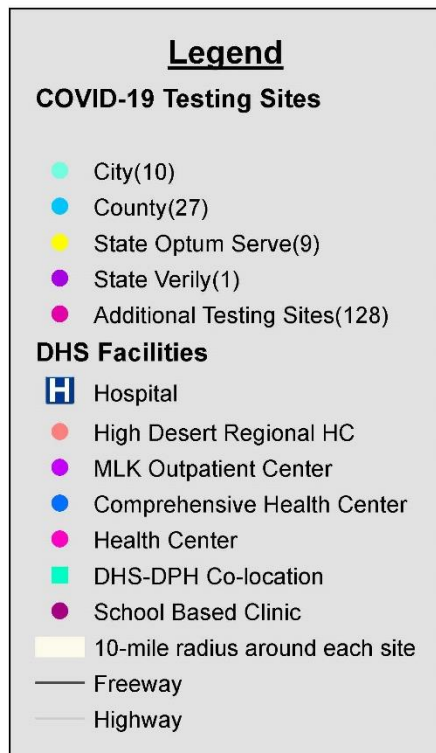 Legend
COVID-19 Testing Sites
City(10)
County(27)
State Optum Serve(9)
State Verily(1)
Additional Testing Sites(128)
DHS Facilities
H Hospital
High Desert Regional HC
MLK Outpatient Center
Comprehensive Health Center
Health Center
DHS-DPH Co-location
School Based Clinic
10-mile radius around each site
Freeway
Highway